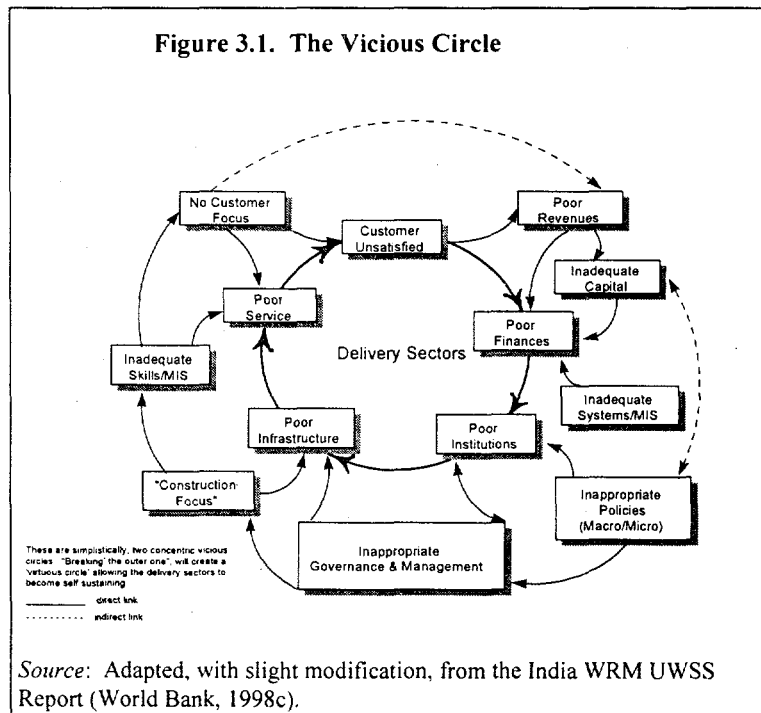 Figure 3.1. The Vicious Circle
No Customer
Focus
Customer
Unsatisfied
Poor
Revenues
Inadequate
Capital
Poor
Service
Poor
Finances
Delivery Sectors
Inadequate
Skills/MIS
Inadequate
Systems/MIS
Poor
Infrastructure
Poor
Institutions
"Construction-
Focus"
Inappropriate
Policies
(Macro/Micro)
Inappropriate
Governance & Management
These are simplistically, two concentric vicious
circles "Breaking' the outer one", will create a
'virtuous circle' allowing the delivery sectors to
become self sustaining
direct link
indirect link
Source: Adapted, with slight modification, from the India WRM UWSS
Report (World Bank, 1998c).